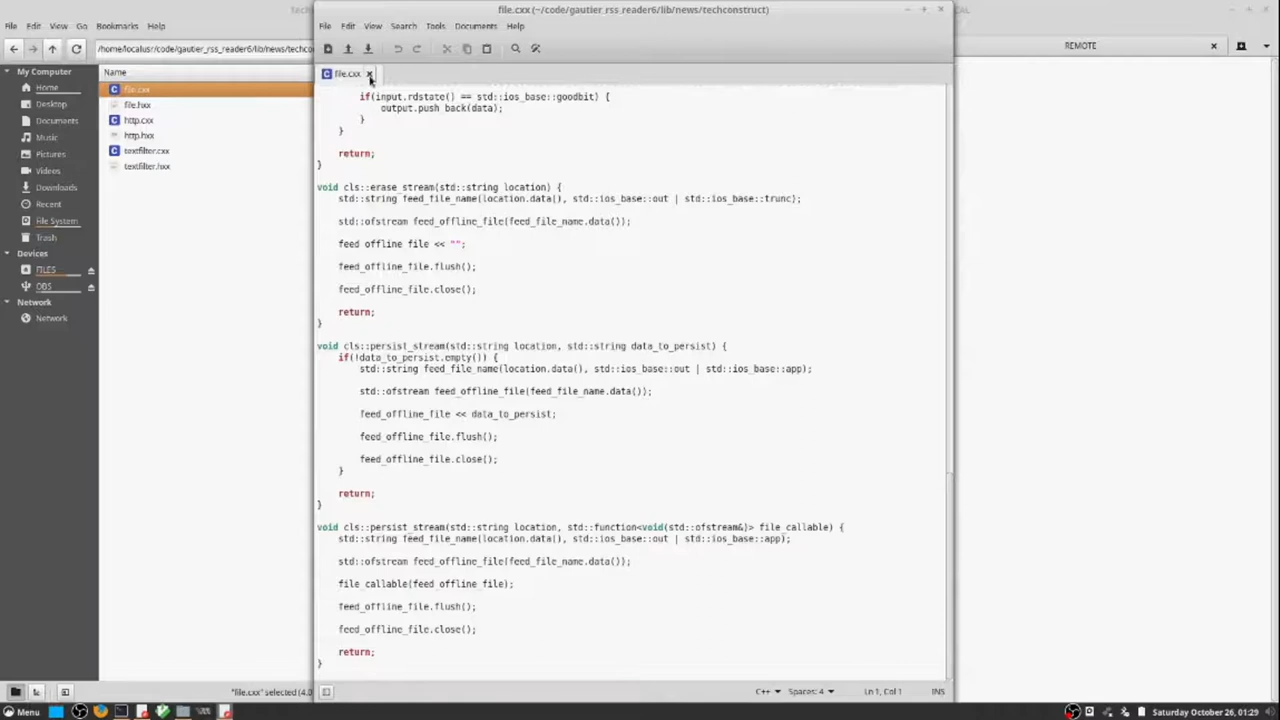 file.cxx (~/code/gautier_rss_reader6/lib/news/techconstruct)
File Edit View Go Bookmarks Help
File Edit View Search Tools Documents Help
/home/localusr/code/gautier_rss_reader6/lib/news/techco
REMOTE
My Computer
Home
Desktop
Documents
Music
Pictures
Videos
Downloads
Recent
File System
Trash
Devices
FILES
OBS
Network
Network
Name
file.cxx
file.hxx
http.cxx
http.hxx
textfilter.cxx
textfilter.hxx
file.cxx
if(input.rdstate() == std::ios_base::goodbit) {
output.push_back(data);
}
}
return;
}
void cls::erase_stream(std::string location) {
std::string feed_file_name(location.data(), std::ios_base::out | std::ios_base::trunc);
std::ofstream feed_offline_file(feed_file_name.data());
feed_offline_file << "";
feed_offline_file.flush();
feed_offline_file.close();
return;
}
void cls::persist_stream(std::string location, std::string data_to_persist) {
if(!data_to_persist.empty()) {
std::string feed_file_name(location.data(), std::ios_base::out | std::ios_base::app);
std::ofstream feed_offline_file(feed_file_name.data());
feed_offline_file << data_to_persist;
feed_offline_file.flush();
feed_offline_file.close();
}
return;
}
void cls::persist_stream(std::string location, std::function<void(std::ofstream&)> file_callable) {
std::string feed_file_name(location.data(), std::ios_base::out | std::ios_base::app);
std::ofstream feed_offline_file(feed_file_name.data());
file_callable(feed_offline_file);
feed_offline_file.flush();
feed_offline_file.close();
return;
}
"file.cxx" selected (4.0
C++ Spaces: 4 Ln 1, Col 1 INS
Menu
Saturday October 26, 01:29